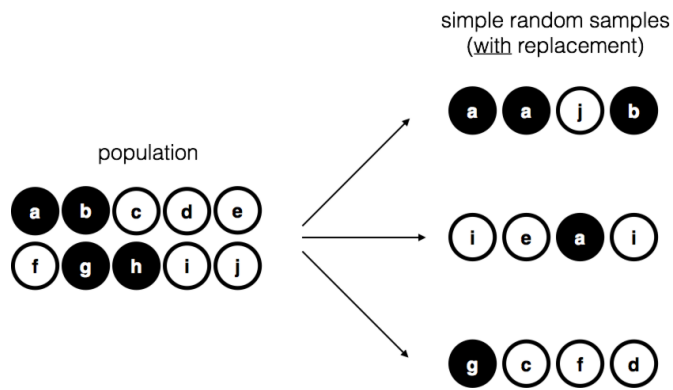 simple random samples
(with replacement)
a a j b
population
a b c d e
i e a i
f g h i j
g c f d